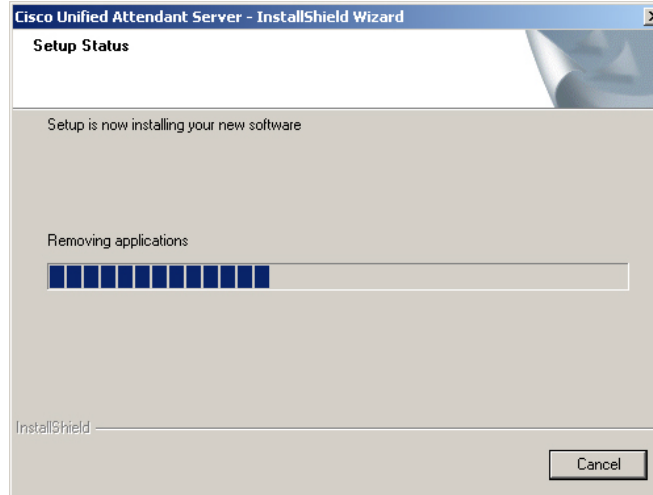 Cisco Unified Attendant Server - InstallShield Wizard
Setup Status
Setup is now installing your new software
Removing applications
InstallShield
Cancel